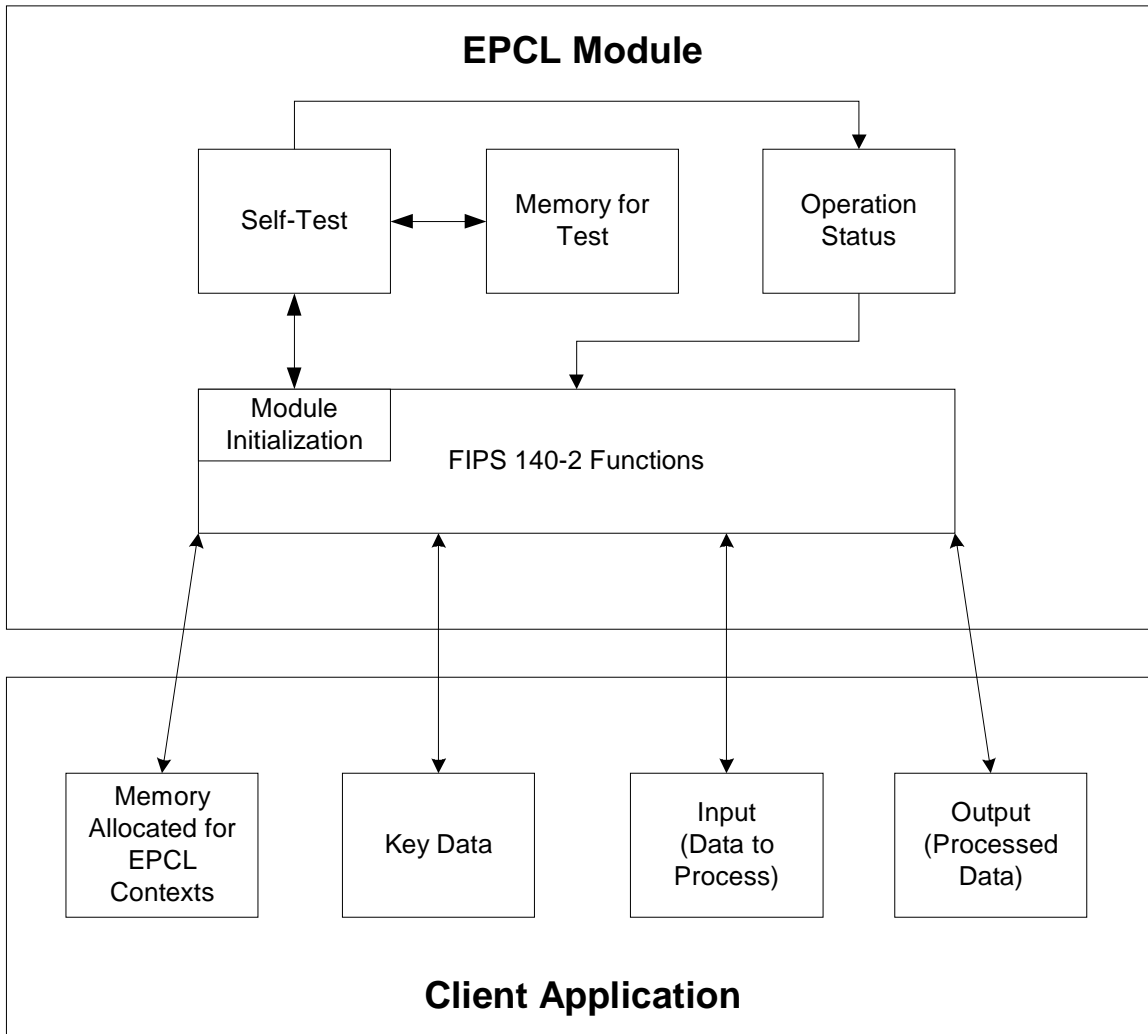 EPCL Module
Self-Test
Memory for
Test
Operation
Status
Module
Initialization
FIPS 140-2 Functions
Memory
Allocated for
EPCL
Contexts
Key Data
Input
(Data to
Process)
Output
(Processed
Data)
Client Application